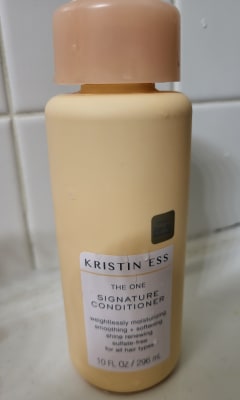 KRISTIN ESS
THE ONE
SIGNATURE
CONDITIONER
weightlessly moisturizing
smoothing + softening
shine renewing
sulfate-free
for all hair types
10 FL OZ / 296 mL